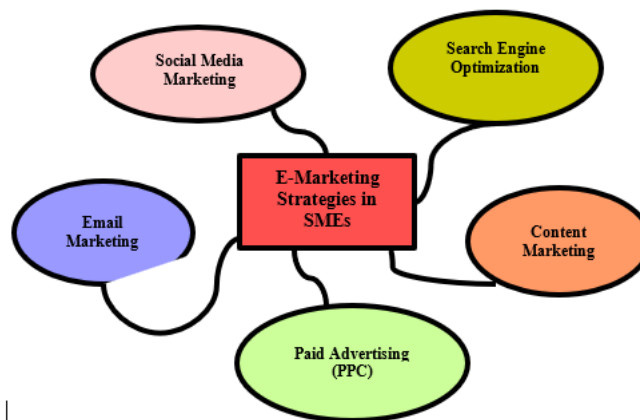 Social Media
Marketing
Search Engine
Optimization
E-Marketing
Strategies in
SMEs
Email
Marketing
Content
Marketing
Paid Advertising
(PPC)